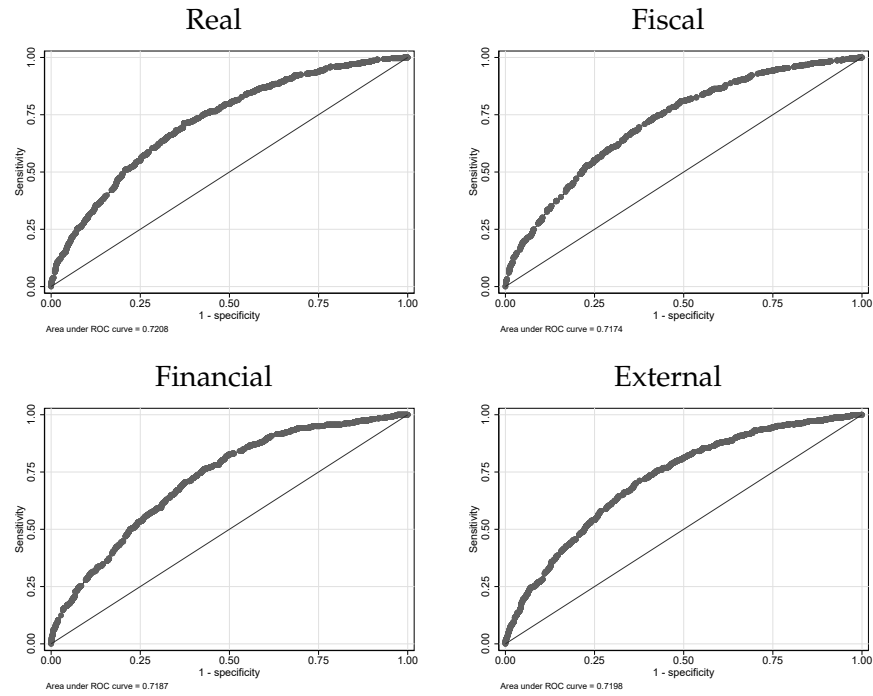 Real
1.00
0.75
0.50
0.25
0.00
Sensitivity
0.00 0.25 0.50 0.75 1.00
1 - specificity
Area under ROC curve = 0.7208
Fiscal
1.00
0.75
0.50
0.25
0.00
Sensitivity
0.00 0.25 0.50 0.75 1.00
1 - specificity
Area under ROC curve = 0.7174
Financial
1.00
0.75
0.50
0.25
0.00
Sensitivity
0.00 0.25 0.50 0.75 1.00
1 - specificity
Area under ROC curve = 0.7187
External
1.00
0.75
0.50
0.25
0.00
Sensitivity
0.00 0.25 0.50 0.75 1.00
1 - specificity
Area under ROC curve = 0.7198